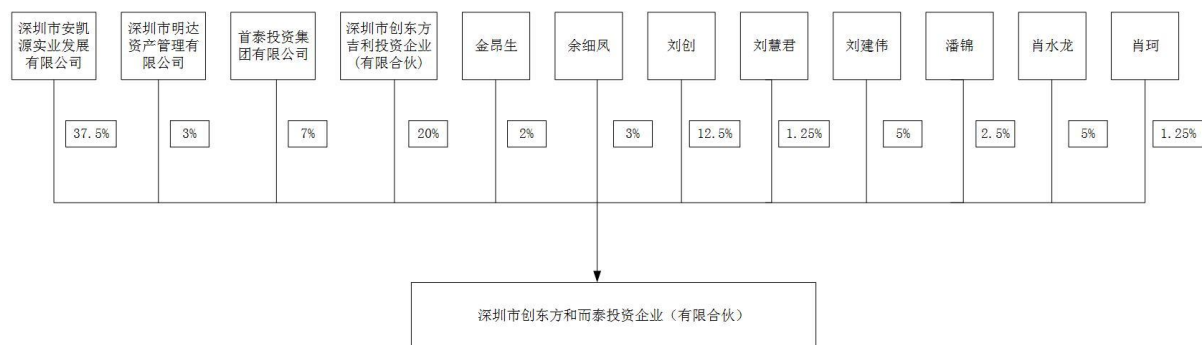 深圳市安凯
源实业发展
有限公司
深圳市明达
资产管理有
限公司
首泰投资集
团有限公司
深圳市创东方
吉利投资企业
(有限合伙)
金昂生
余细凤
刘创
刘慧君
刘建伟
潘锦
肖水龙
肖珂
37.5%
3%
7%
20%
2%
3%
12.5%
1.25%
5%
2.5%
5%
1.25%
深圳市创东方和而泰投资企业（有限合伙）